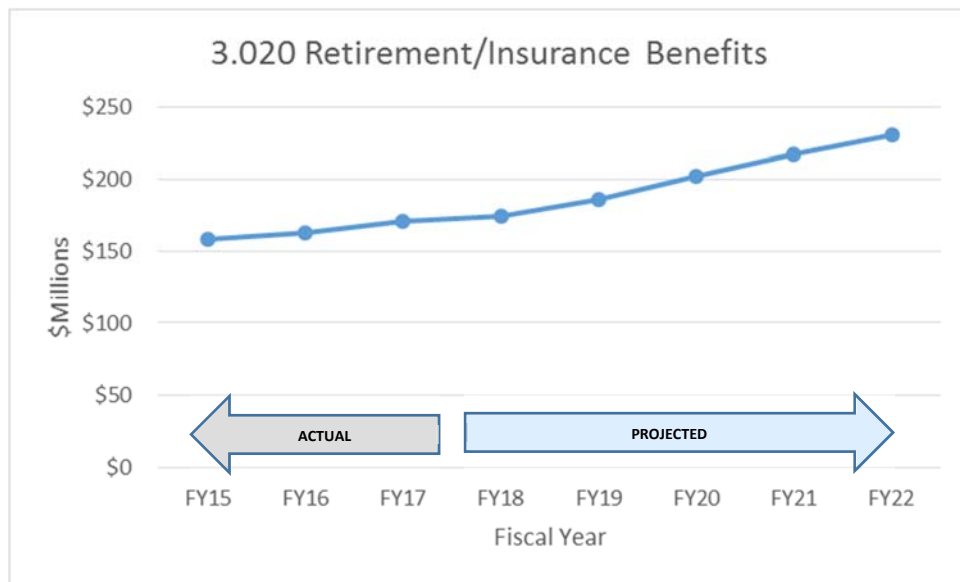 3.020 Retirement/Insurance Benefits
$250
$200
$150
$100
$50
$0
$Millions
ACTUAL
PROJECTED
FY15 FY16 FY17 FY18 FY19 FY20 FY21 FY22
Fiscal Year